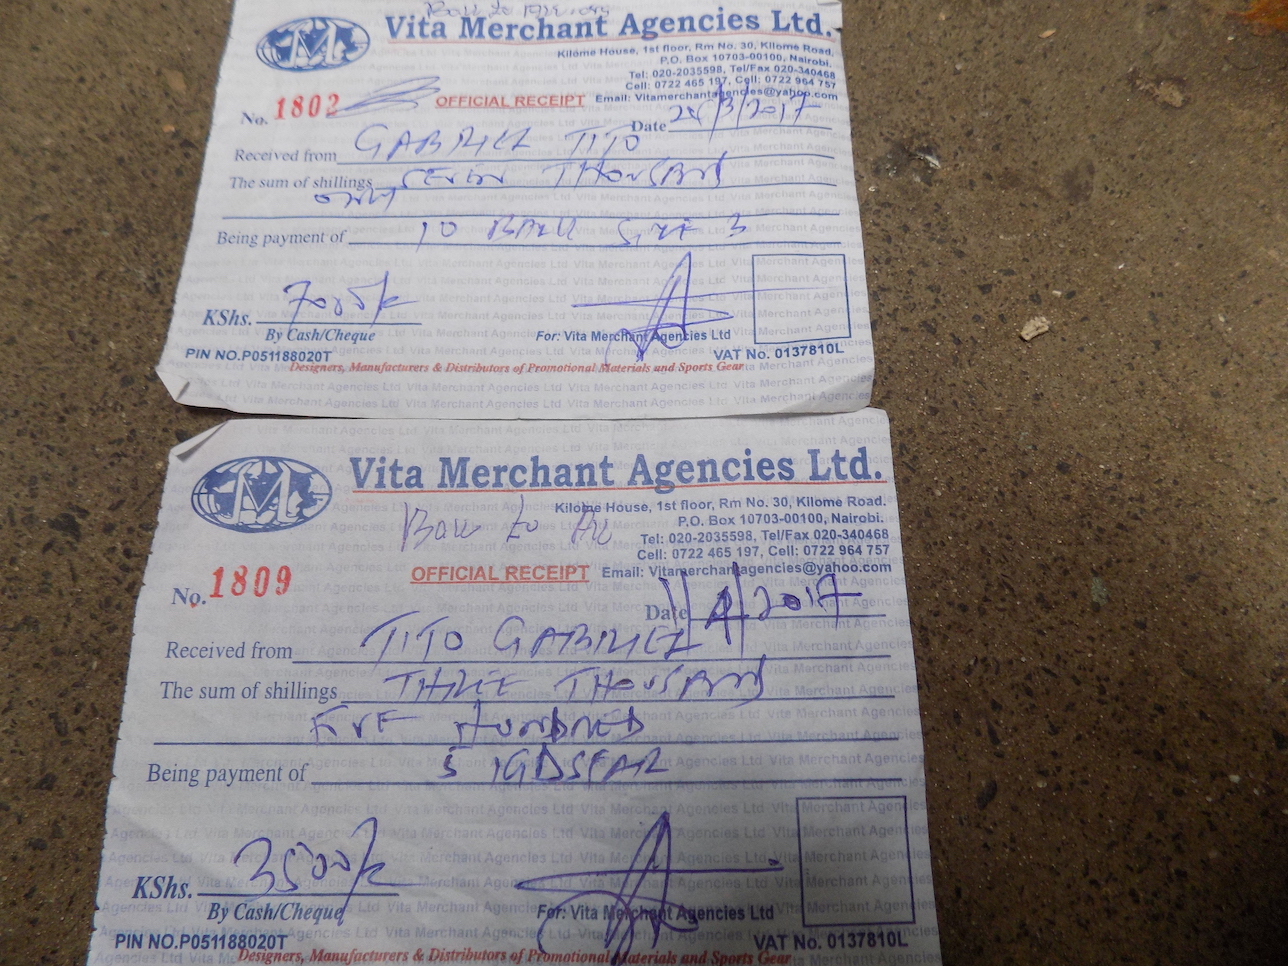 Vita Merchant Agencies Ltd.
Kilome House, 1st floor, Rm No. 30, Kilome Road.
P.O. Box 10703-00100, Nairobi.
Tel: 020-2035598, Tel/Fax 020-340468
Cell: 0722 465 197, Cell: 0722 964 757
No. 1802 OFFICIAL RECEIPT Email: Vitamerchantagencies@yahoo.com
Date /3/2017
Received from GABRIEL TITO
The sum of shillings SEVEN THOUSAND
ONLY
Being payment of 10 BALL SIZE 3
KShs.
By Cash/Cheque For: Vita Merchant Agencies Ltd
PIN NO.P051188020T VAT No. 0137810L
Designers, Manufacturers & Distributors of Promotional Materials and Sports Gear
M
Vita Merchant Agencies Ltd.
Kilome House, 1st floor, Rm No. 30, Kilome Road.
P.O. Box 10703-00100, Nairobi.
Tel: 020-2035598, Tel/Fax 020-340468
Cell: 0722 465 197, Cell: 0722 964 757
OFFICIAL RECEIPT Email: Vitamerchantagencies@yahoo.com
No. 1809
Date 1/4/2017
Received from TITO GABRIEL
The sum of shillings THREE THOUSAND
FIVE HUNDRED
Being payment of 5
KShs.
By Cash/Cheque For: Vita Merchant Agencies Ltd
PIN NO.P051188020T VAT No. 0137810L
Designers, Manufacturers & Distributors of Promotional Materials and Sports Gear